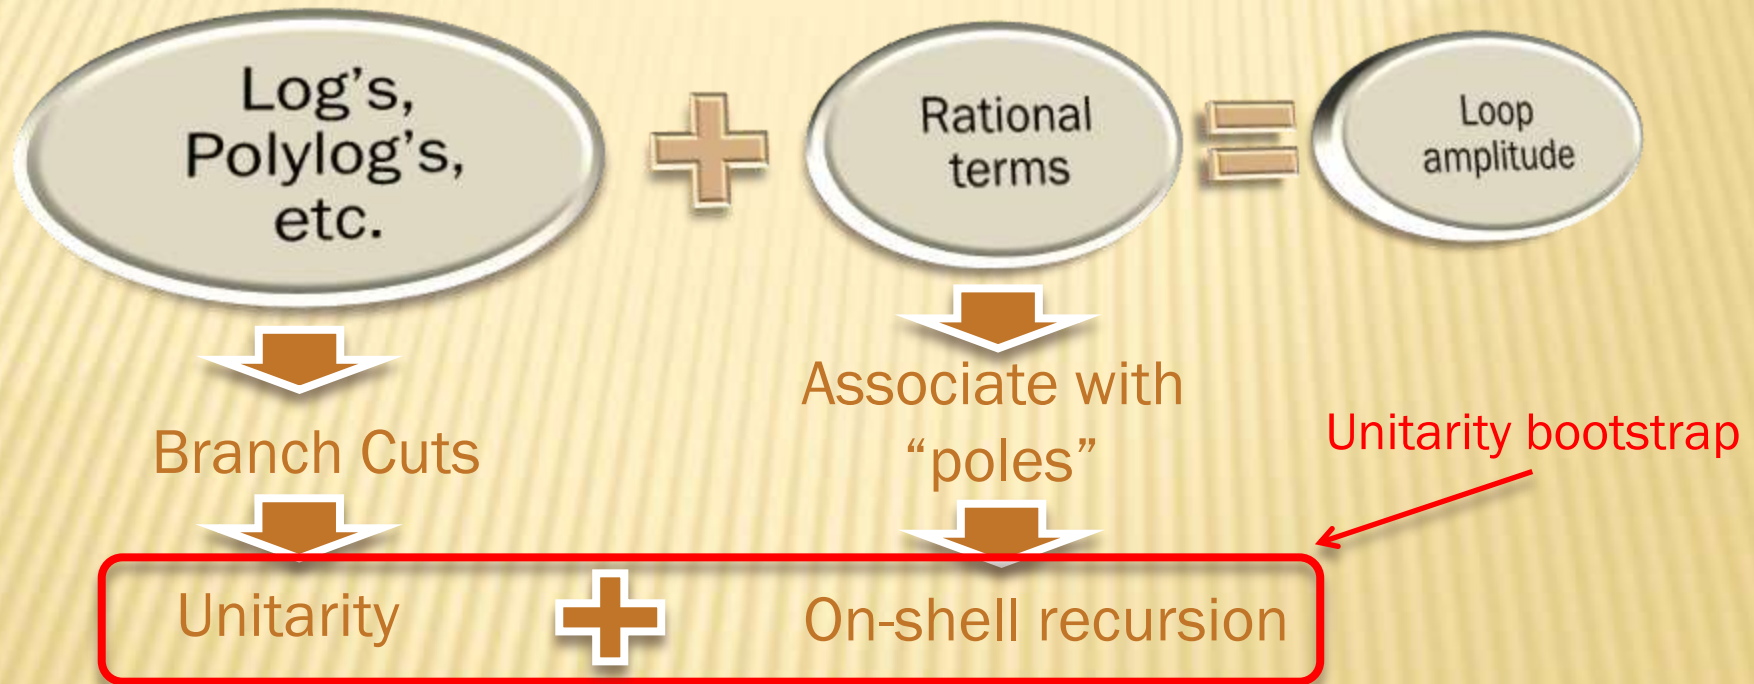 Log's,
Polylog's,
etc.
Rational
terms
Loop
amplitude
Branch Cuts
Associate with
“poles”
Unitarity bootstrap
Unitarity
On-shell recursion